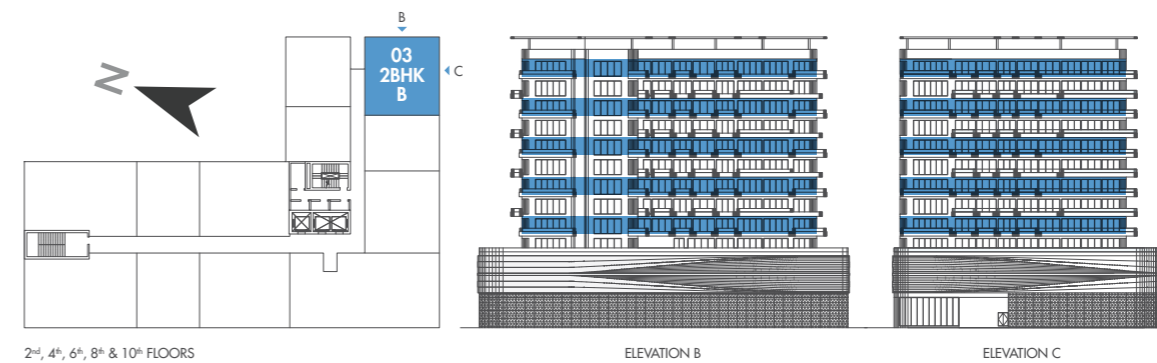 B
03
2BHK
B
C
N
2nd, 4th, 6th, 8th & 10th FLOORS
ELEVATION B
ELEVATION C